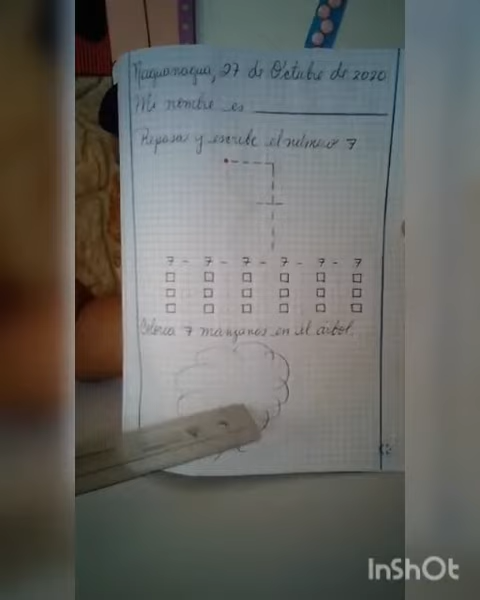 Naguanagua, 27 de Octubre de 2020
Mi nombre es
Repasa y escribe el número 7
7 - 7 - 7 - 7 - 7 - 7
Coloca 7 manzanas en el árbol.
InShOt